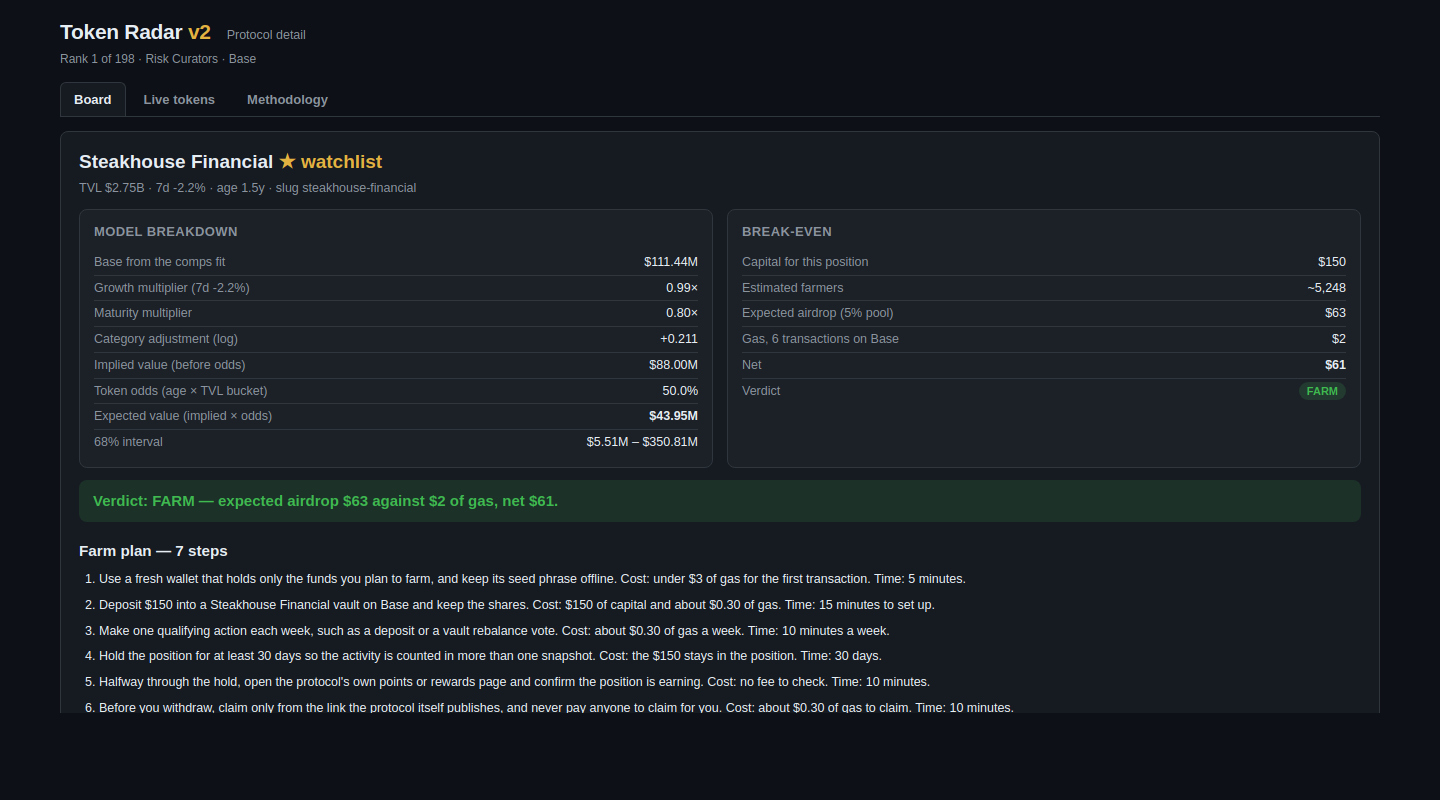 Token Radar v2 Protocol detail
Rank 1 of 198 · Risk Curators · Base
Board Live tokens Methodology
Steakhouse Financial ★ watchlist
TVL $2.75B · 7d -2.2% · age 1.5y · slug steakhouse-financial
MODEL BREAKDOWN
Base from the comps fit $111.44M
Growth multiplier (7d -2.2%) 0.99×
Maturity multiplier 0.80×
Category adjustment (log) +0.211
Implied value (before odds) $88.00M
Token odds (age × TVL bucket) 50.0%
Expected value (implied × odds) $43.95M
68% interval $5.51M – $350.81M
BREAK-EVEN
Capital for this position $150
Estimated farmers ~5,248
Expected airdrop (5% pool) $63
Gas, 6 transactions on Base $2
Net $61
Verdict FARM
Verdict: FARM — expected airdrop $63 against $2 of gas, net $61.
Farm plan — 7 steps
1. Use a fresh wallet that holds only the funds you plan to farm, and keep its seed phrase offline. Cost: under $3 of gas for the first transaction. Time: 5 minutes.
2. Deposit $150 into a Steakhouse Financial vault on Base and keep the shares. Cost: $150 of capital and about $0.30 of gas. Time: 15 minutes to set up.
3. Make one qualifying action each week, such as a deposit or a vault rebalance vote. Cost: about $0.30 of gas a week. Time: 10 minutes a week.
4. Hold the position for at least 30 days so the activity is counted in more than one snapshot. Cost: the $150 stays in the position. Time: 30 days.
5. Halfway through the hold, open the protocol's own points or rewards page and confirm the position is earning. Cost: no fee to check. Time: 10 minutes.
6. Before you withdraw, claim only from the link the protocol itself publishes, and never pay anyone to claim for you. Cost: about $0.30 of gas to claim. Time: 10 minutes.